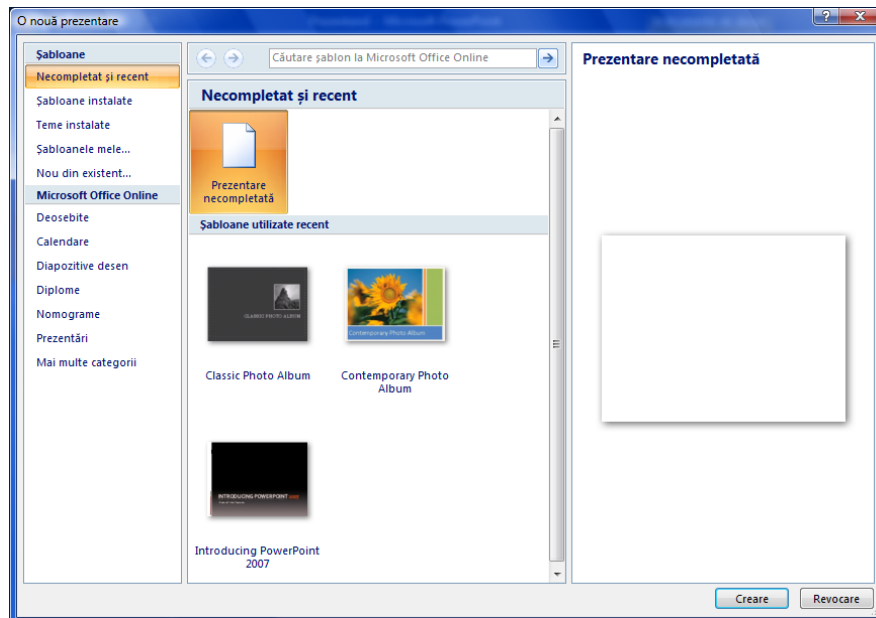 O nouă prezentare
Șabloane
Necompletat și recent
Șabloane instalate
Teme instalate
Șabloanele mele...
Nou din existent...
Microsoft Office Online
Deosebite
Calendare
Diapozitive desen
Diplome
Nomograme
Prezentări
Mai multe categorii
Căutare șablon la Microsoft Office Online
Necompletat și recent
Prezentare
necompletată
Șabloane utilizate recent
CLASSIC PHOTO ALBUM
Contemporary Photo Album
Classic Photo Album
Contemporary Photo
Album
INTRODUCING POWERPOINT 2007
Introducing PowerPoint
2007
Prezentare necompletată
Creare
Revocare